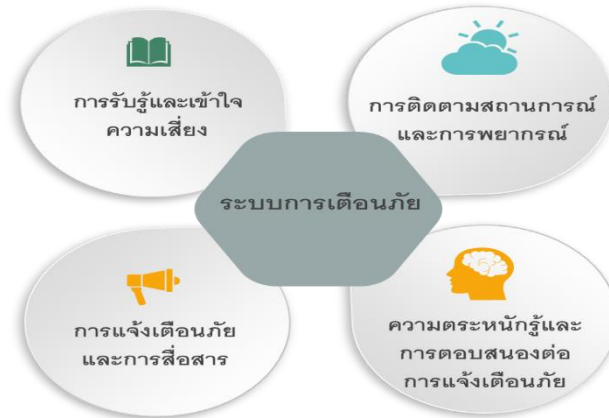 การรับรู้และเข้าใจ
ความเสี่ยง
การติดตามสถานการณ์
และการพยากรณ์
ระบบการเตือนภัย
การแจ้งเตือนภัย
และการสื่อสาร
ความตระหนักรู้และ
การตอบสนองต่อ
การแจ้งเตือนภัย